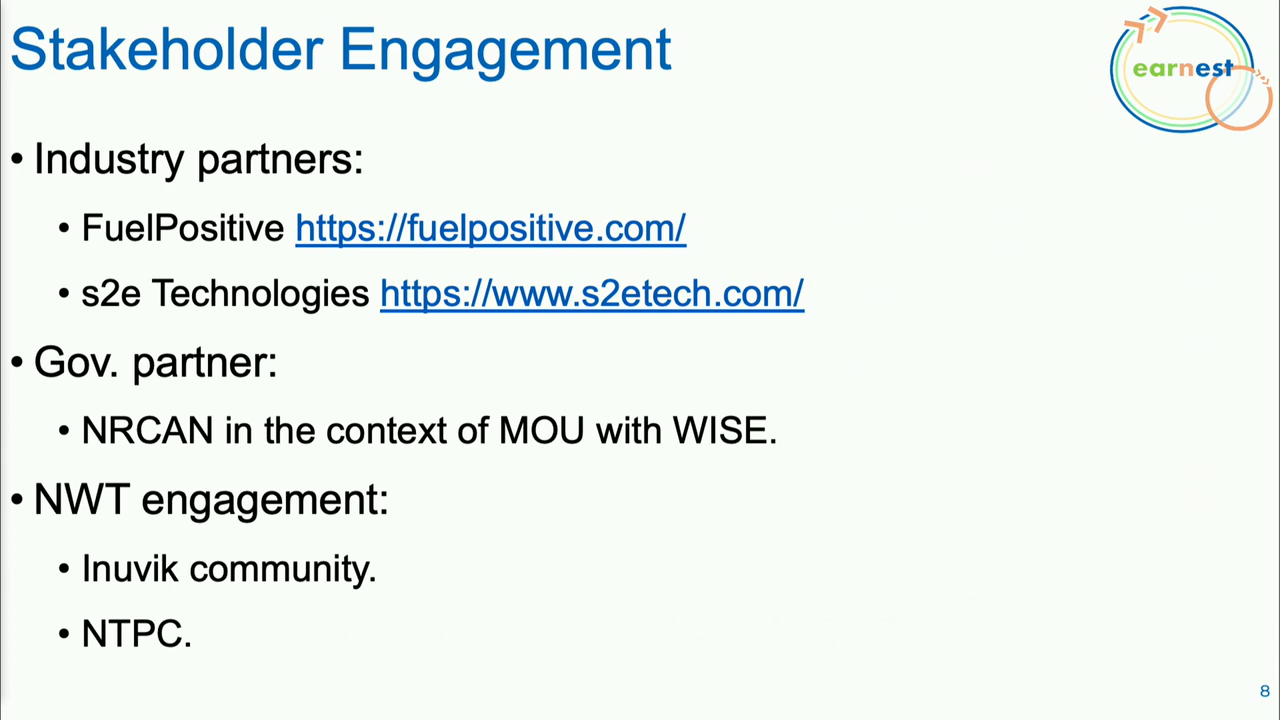 Stakeholder Engagement
earnest
• Industry partners:
• FuelPositive https://fuelpositive.com/
• s2e Technologies https://www.s2etech.com/
• Gov. partner:
• NRCAN in the context of MOU with WISE.
• NWT engagement:
• Inuvik community.
• NTPC.
8